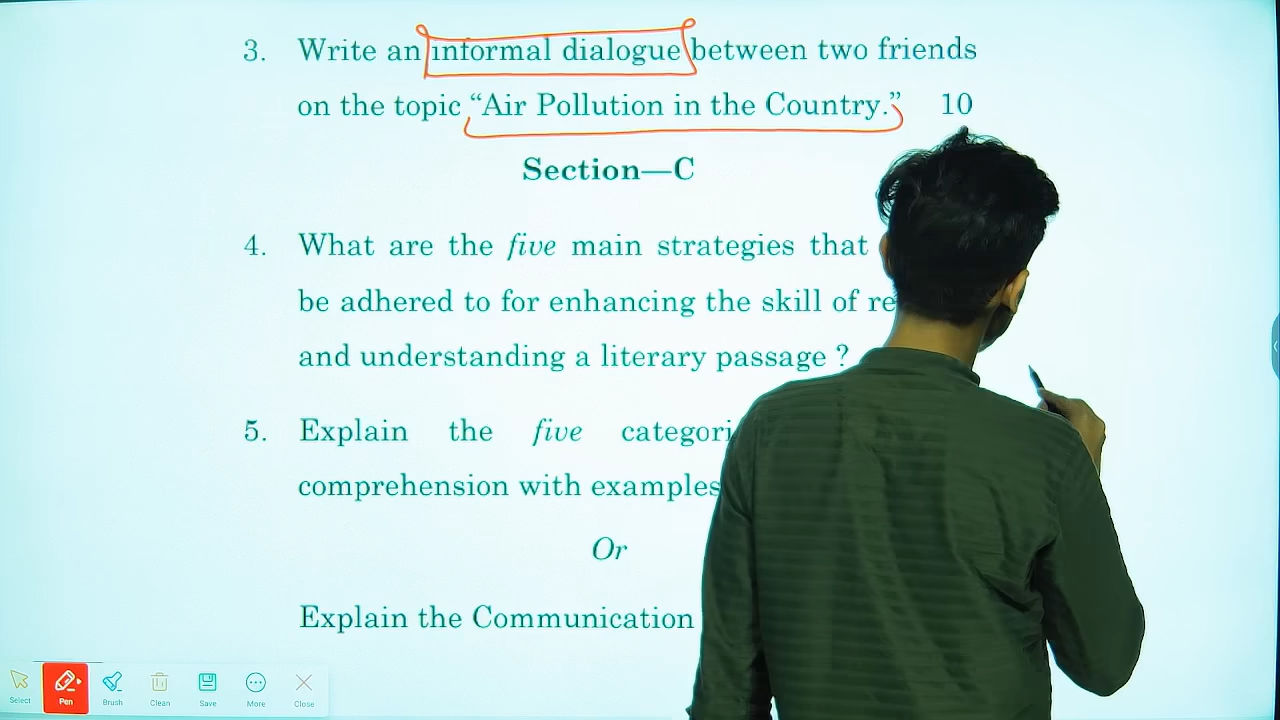 3. Write an informal dialogue between two friends
on the topic “Air Pollution in the Country.” 10
Section—C
4. What are the five main strategies that
be adhered to for enhancing the skill of
and understanding a literary passage ?
5. Explain the five
comprehension with examples
Or
Explain the Communication
Select Pen Brush Clean Save More Close